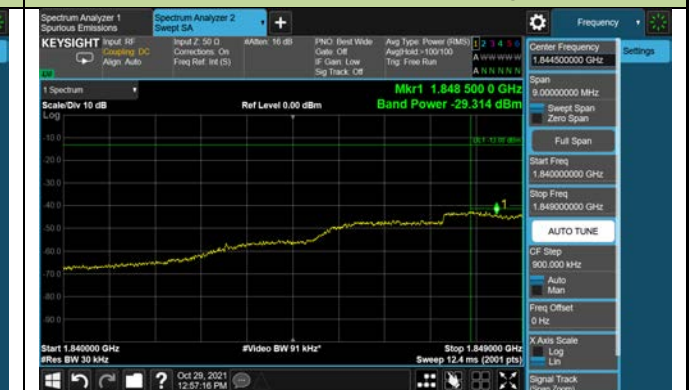 Spectrum Analyzer 1
Spurious Emissions
Spectrum Analyzer 2
Swept SA
Frequency
KEYSIGHT
Input: RF
Coupling: DC
Align: Auto
Input Z: 50 Ω
Corrections: On
Freq Ref: Int (S)
#Atten: 16 dB
PNO: Best Wide
Gate: Off
IF Gain: Low
Sig Track: Off
Avg Type: Power (RMS)
Avg|Hold:>100/100
Trig: Free Run
1 2 3 4 5 6
A W W W W W
A N N N N N
1 Spectrum
Scale/Div 10 dB
Log
Ref Level 0.00 dBm
Mkr1 1.848 500 0 GHz
Band Power -29.314 dBm
-10.0
DL1 -13.00 dBm
-20.0
-30.0
-40.0
1
-50.0
-60.0
-70.0
-80.0
-90.0
Start 1.840000 GHz
#Res BW 30 kHz
#Video BW 91 kHz*
Stop 1.849000 GHz
Sweep 12.4 ms (2001 pts)
Oct 29, 2021
12:57:16 PM
Center Frequency
1.844500000 GHz
Span
9.00000000 MHz
Swept Span
Zero Span
Full Span
Start Freq
1.840000000 GHz
Stop Freq
1.849000000 GHz
AUTO TUNE
CF Step
900.000 kHz
Auto
Man
Freq Offset
0 Hz
X Axis Scale
Log
Lin
Signal Track
(Span Zoom)
Settings